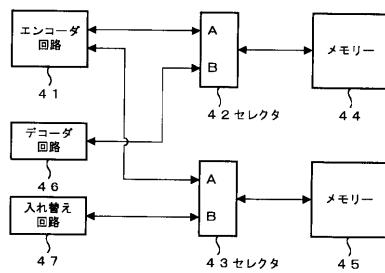 エンコーダ
回路
41
A
B
42セレクタ
メモリー
44
デコーダ
回路
46
入れ替え
回路
47
A
B
43セレクタ
メモリー
45